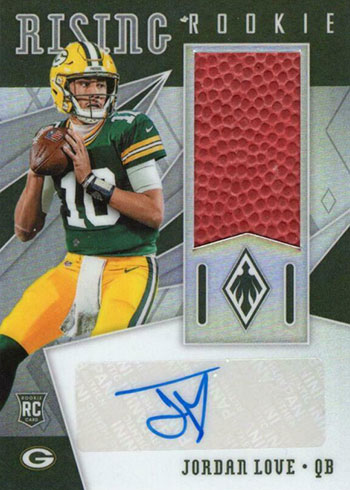 RISING ROOKIE
10
ROOKIE
RC
CARD
G
JORDAN LOVE • QB